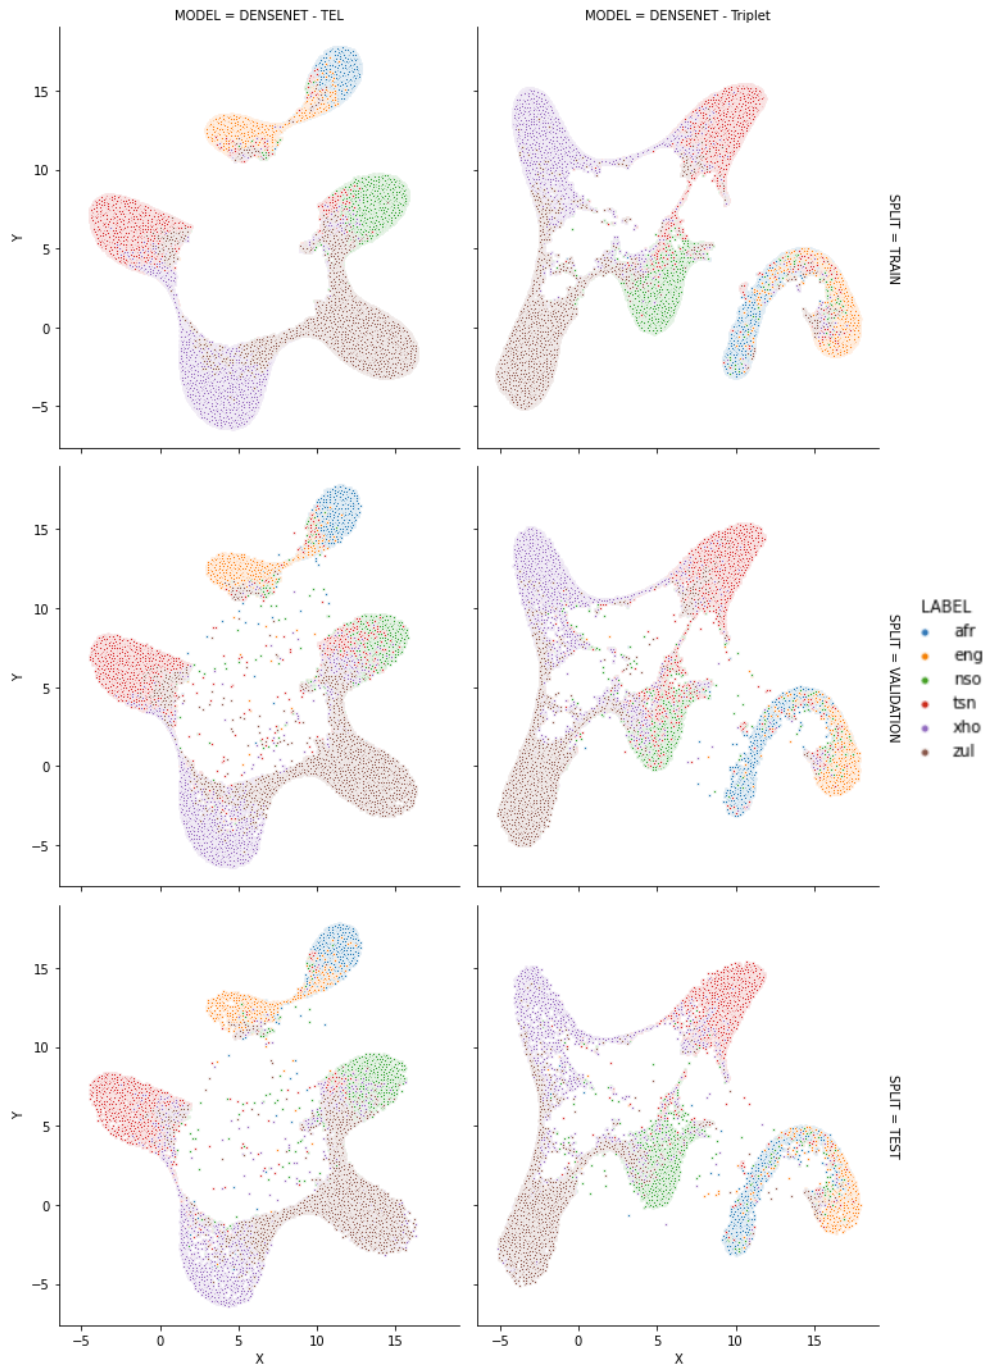 MODEL = DENSENET - TEL
MODEL = DENSENET - Triplet
15
10
5
0
−5
Y
SPLIT = TRAIN
15
10
5
0
−5
Y
SPLIT = VALIDATION
LABEL
afr
eng
nso
tsn
xho
zul
15
10
5
0
−5
Y
SPLIT = TEST
−5 0 5 10 15
−5 0 5 10 15
X
X